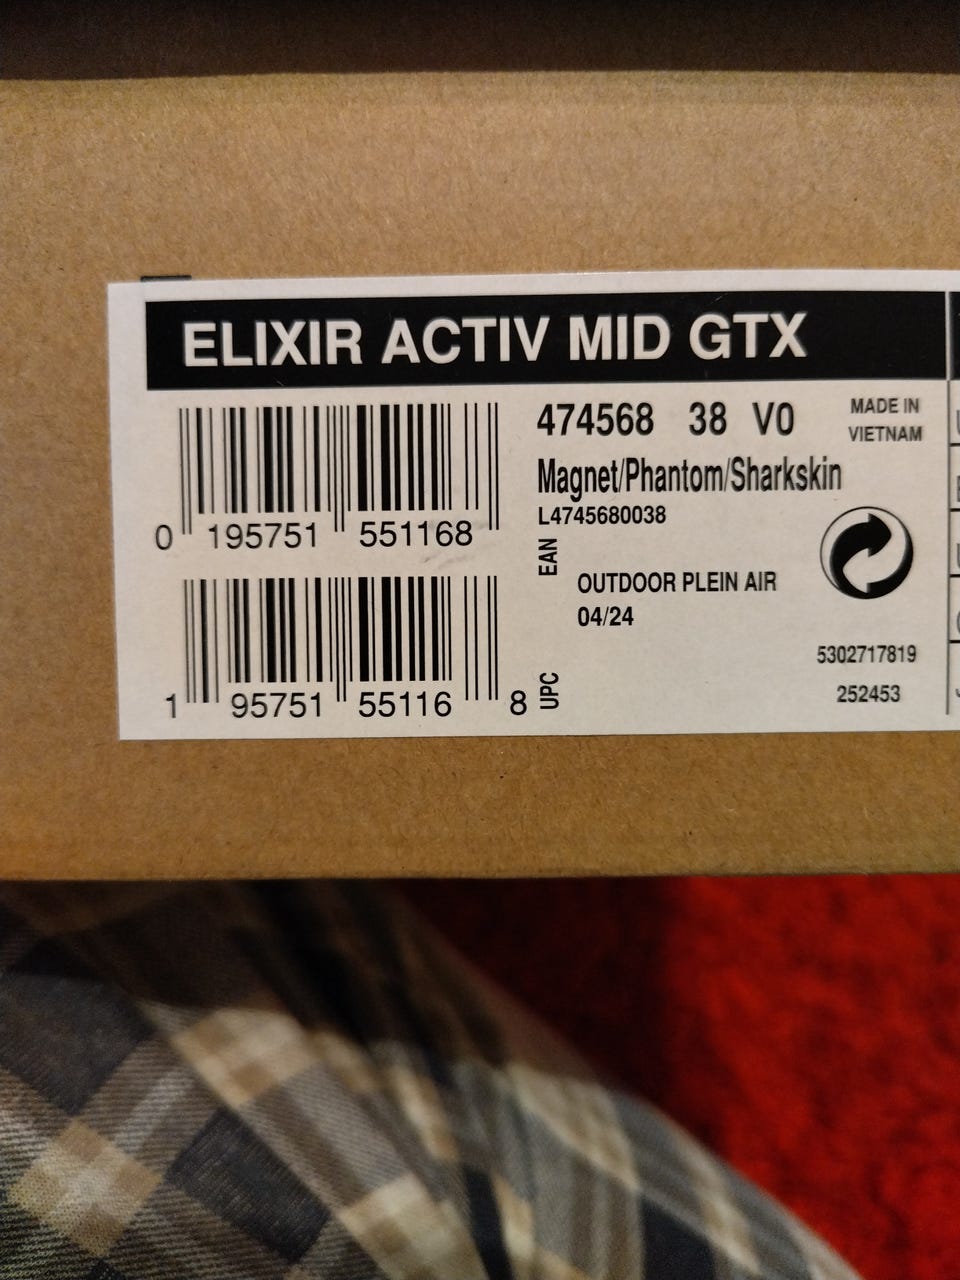 ELIXIR ACTIV MID GTX
474568 38 V0
MADE IN
VIETNAM
Magnet/Phantom/Sharkskin
L4745680038
0 195751 551168
EAN
OUTDOOR PLEIN AIR
04/24
5302717819
252453
1 95751 55116 8
UPC